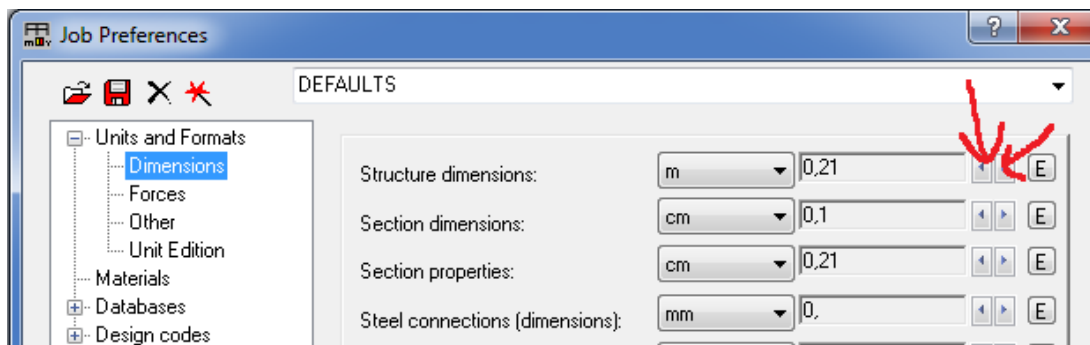 Job Preferences
DEFAULTS
Units and Formats
Dimensions
Forces
Other
Unit Edition
Materials
Databases
Design codes
Structure dimensions: m 0,21 E
Section dimensions: cm 0,1 E
Section properties: cm 0,21 E
Steel connections (dimensions): mm 0, E